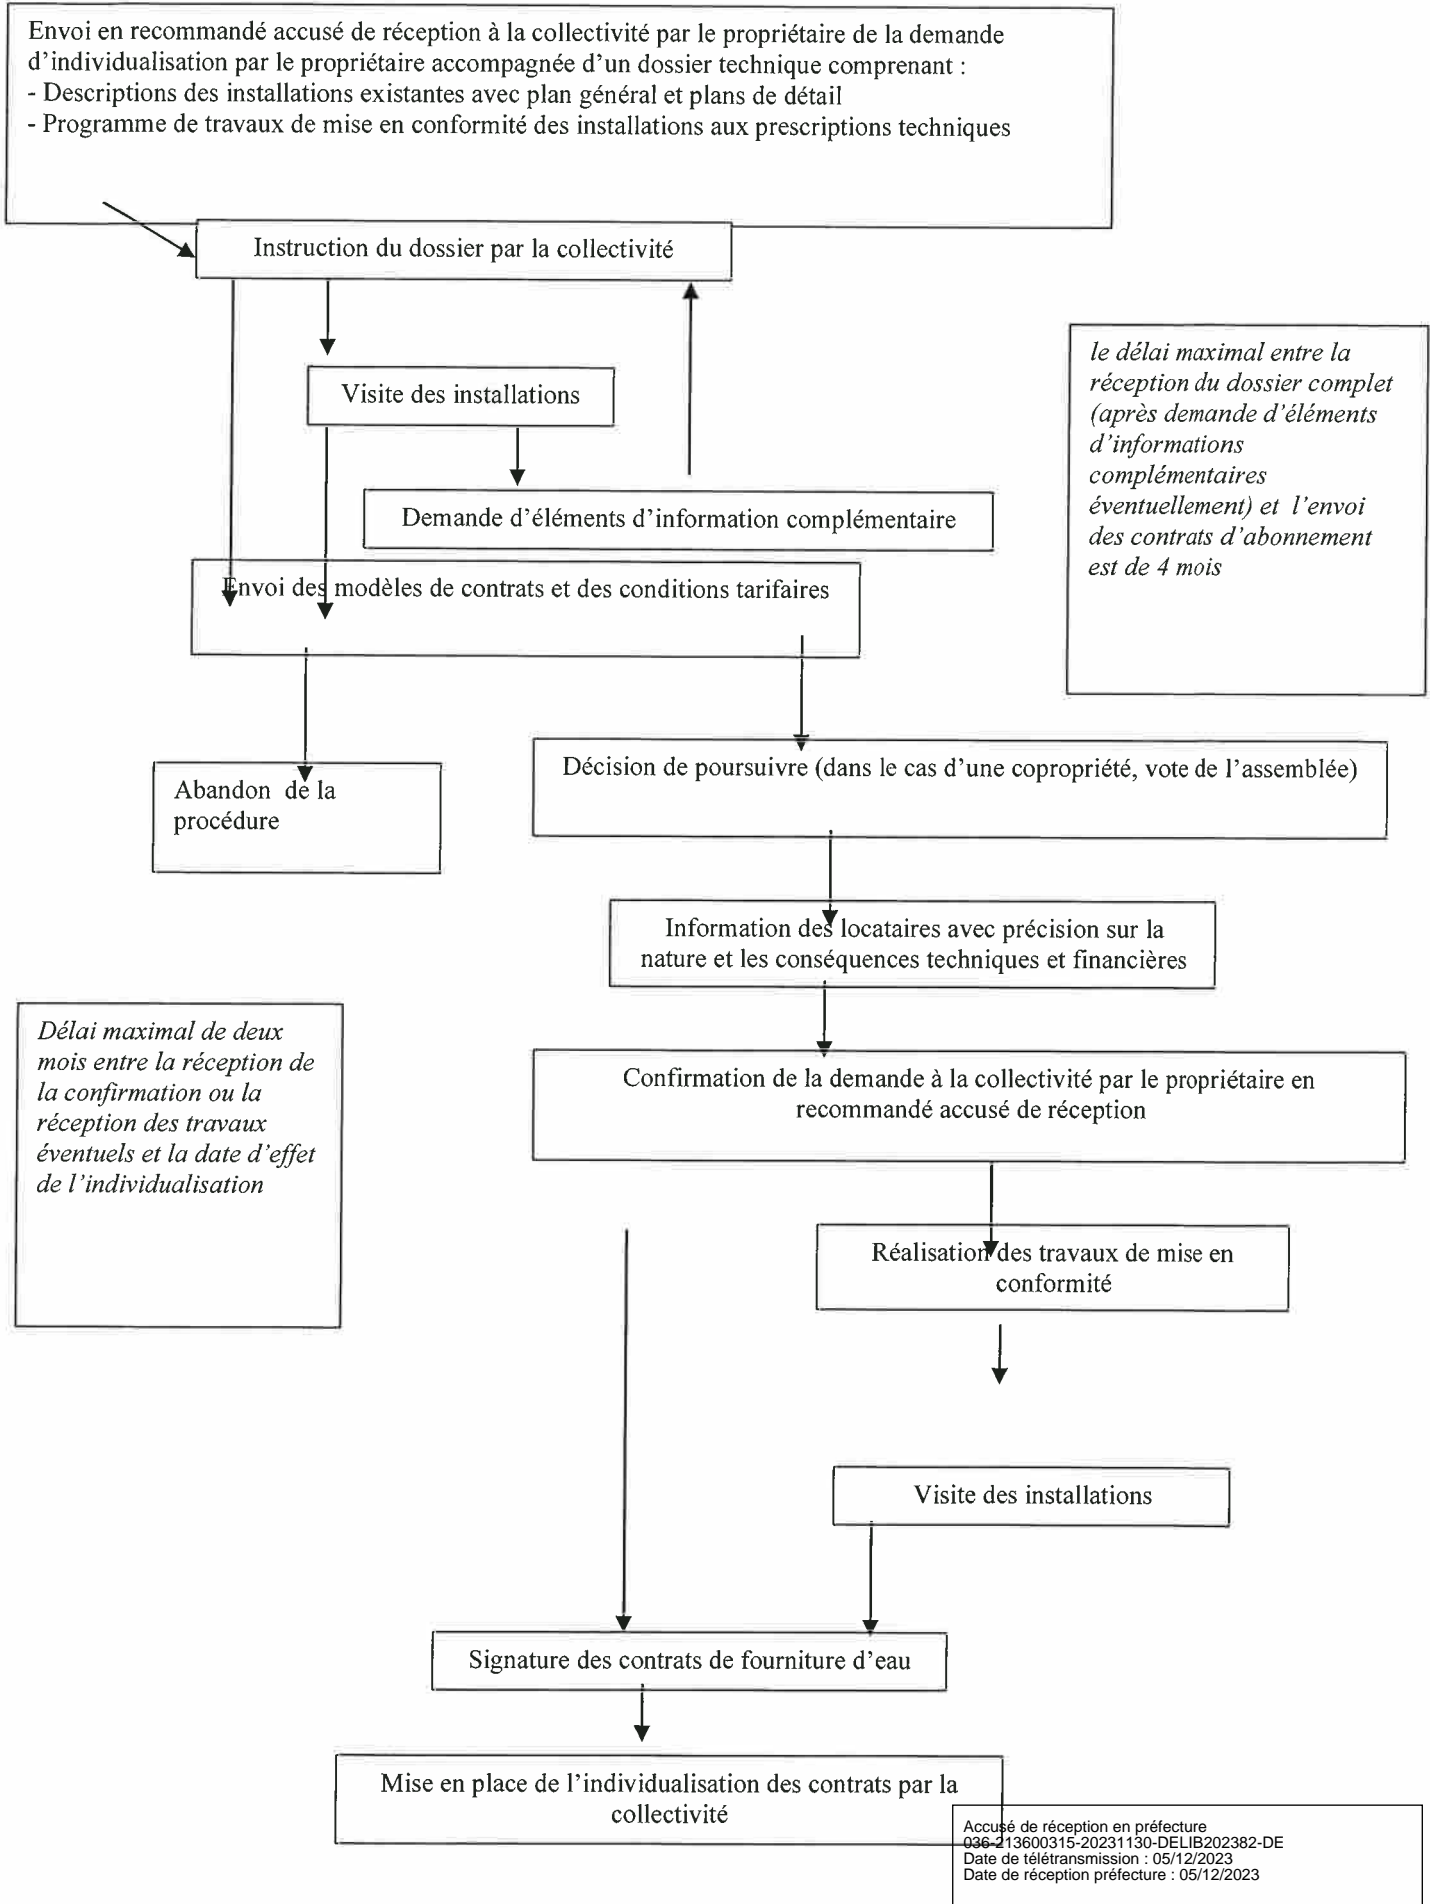 Envoi en recommandé accusé de réception à la collectivité par le propriétaire de la demande
d'individualisation par le propriétaire accompagnée d'un dossier technique comprenant :
- Descriptions des installations existantes avec plan général et plans de détail
- Programme de travaux de mise en conformité des installations aux prescriptions techniques
Instruction du dossier par la collectivité
Visite des installations
le délai maximal entre la
réception du dossier complet
(après demande d'éléments
d'informations
complémentaires
éventuellement) et l'envoi
des contrats d'abonnement
est de 4 mois
Demande d'éléments d'information complémentaire
Envoi des modèles de contrats et des conditions tarifaires
Abandon de la
procédure
Décision de poursuivre (dans le cas d'une copropriété, vote de l'assemblée)
Information des locataires avec précision sur la
nature et les conséquences techniques et financières
Délai maximal de deux
mois entre la réception de
la confirmation ou la
réception des travaux
éventuels et la date d'effet
de l'individualisation
Confirmation de la demande à la collectivité par le propriétaire en
recommandé accusé de réception
Réalisation des travaux de mise en
conformité
Visite des installations
Signature des contrats de fourniture d'eau
Mise en place de l'individualisation des contrats par la
collectivité
Accusé de réception en préfecture
036-213600315-20231130-DELIB202382-DE
Date de télétransmission : 05/12/2023
Date de réception préfecture : 05/12/2023